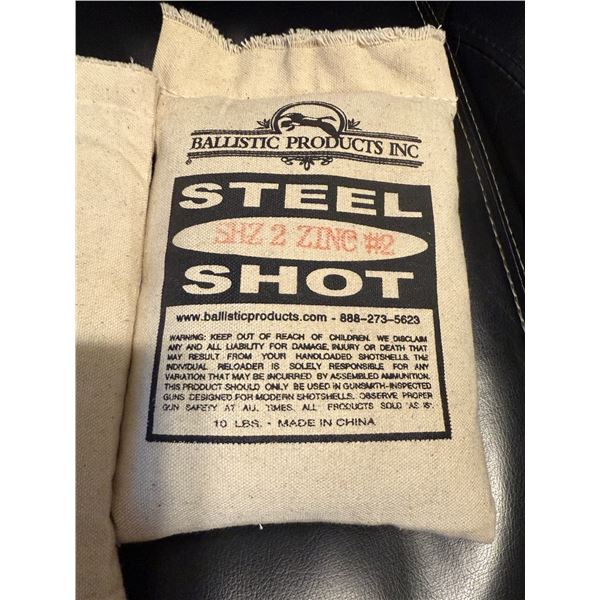 BALLISTIC PRODUCTS INC
STEEL
SHZ 2 ZINC #2
SHOT
www.ballisticproducts.com - 888-273-5623
WARNING: KEEP OUT OF REACH OF CHILDREN. WE DISCLAIM
ANY AND ALL LIABILITY FOR DAMAGE, INJURY OR DEATH THAT
MAY RESULT FROM YOUR HANDLOADED SHOTSHELLS. THE
INDIVIDUAL RELOADER IS SOLELY RESPONSIBLE FOR ANY
VARIATION THAT MAY BE INCURRED BY ASSEMBLED AMMUNITION.
THIS PRODUCT SHOULD ONLY BE USED IN GUNSMITH-INSPECTED
GUNS DESIGNED FOR MODERN SHOTSHELLS. OBSERVE PROPER
GUN SAFETY AT ALL TIMES. ALL PRODUCTS SOLD "AS IS".
10 LBS. - MADE IN CHINA